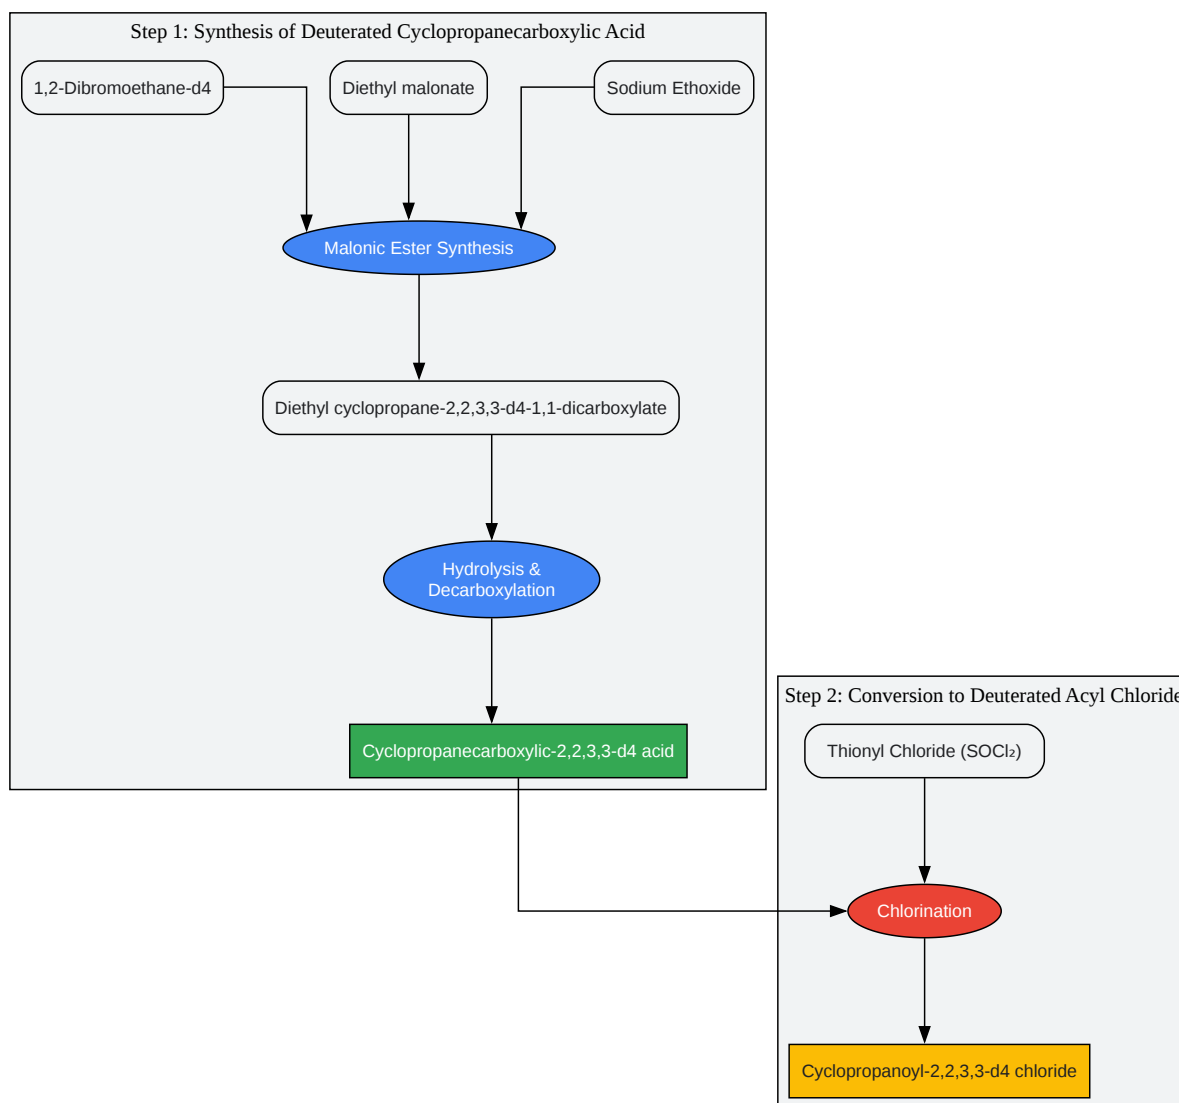 Step 1: Synthesis of Deuterated Cyclopropanecarboxylic Acid
1,2-Dibromoethane-d4
Diethyl malonate
Sodium Ethoxide
Malonic Ester Synthesis
Diethyl cyclopropane-2,2,3,3-d4-1,1-dicarboxylate
Hydrolysis &
Decarboxylation
Cyclopropanecarboxylic-2,2,3,3-d4 acid
Step 2: Conversion to Deuterated Acyl Chloride
Thionyl Chloride (SOCl₂)
Chlorination
Cyclopropanoyl-2,2,3,3-d4 chloride